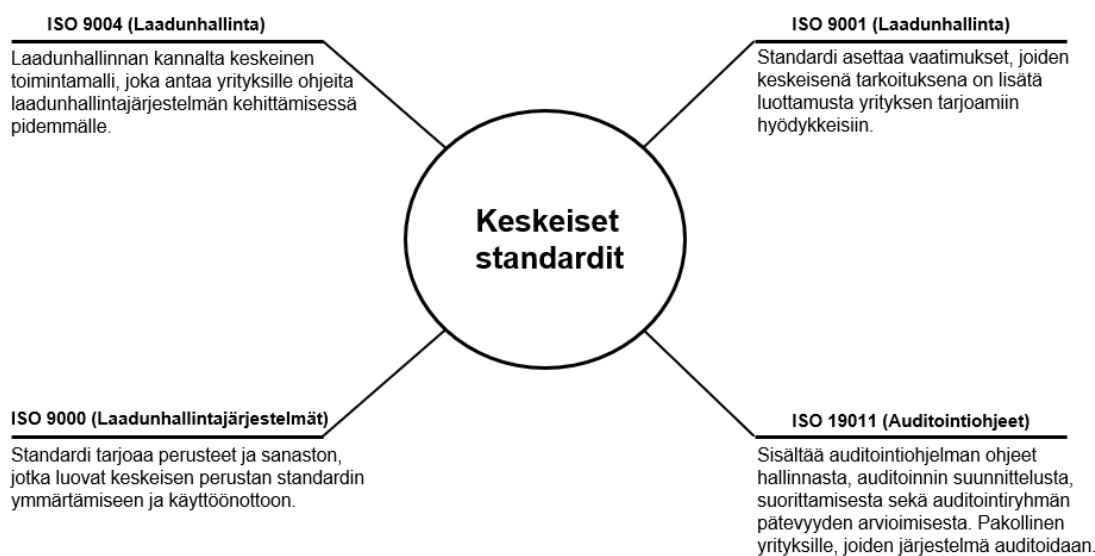 ISO 9004 (Laadunhallinta)
Laadunhallinnan kannalta keskeinen
toimintamalli, joka antaa yrityksille ohjeita
laadunhallintajärjestelmän kehittämisessä
pidemmälle.
ISO 9001 (Laadunhallinta)
Standardi asettaa vaatimukset, joiden
keskeisenä tarkoituksena on lisätä
luottamusta yrityksen tarjoamiin
hyödykkeisiin.
Keskeiset
standardit
ISO 9000 (Laadunhallintajärjestelmät)
Standardi tarjoaa perusteet ja sanaston,
jotka luovat keskeisen perustan standardin
ymmärtämiseen ja käyttöönottoon.
ISO 19011 (Auditointiohjeet)
Sisältää auditointiohjelman ohjeet
hallinnasta, auditoinnin suunnittelusta,
suorittamisesta sekä auditointiryhmän
pätevyyden arvioimisesta. Pakollinen
yrityksille, joiden järjestelmä auditoidaan.